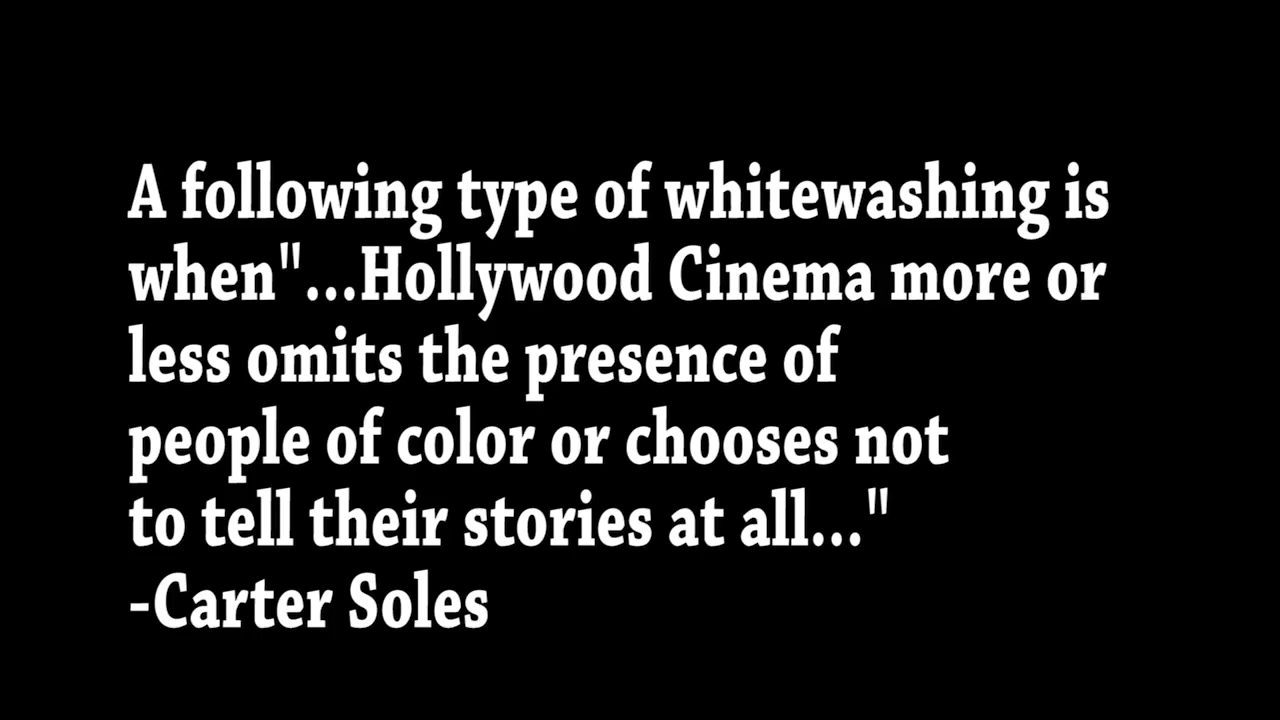 A following type of whitewashing is
when"...Hollywood Cinema more or
less omits the presence of
people of color or chooses not
to tell their stories at all..."
-Carter Soles